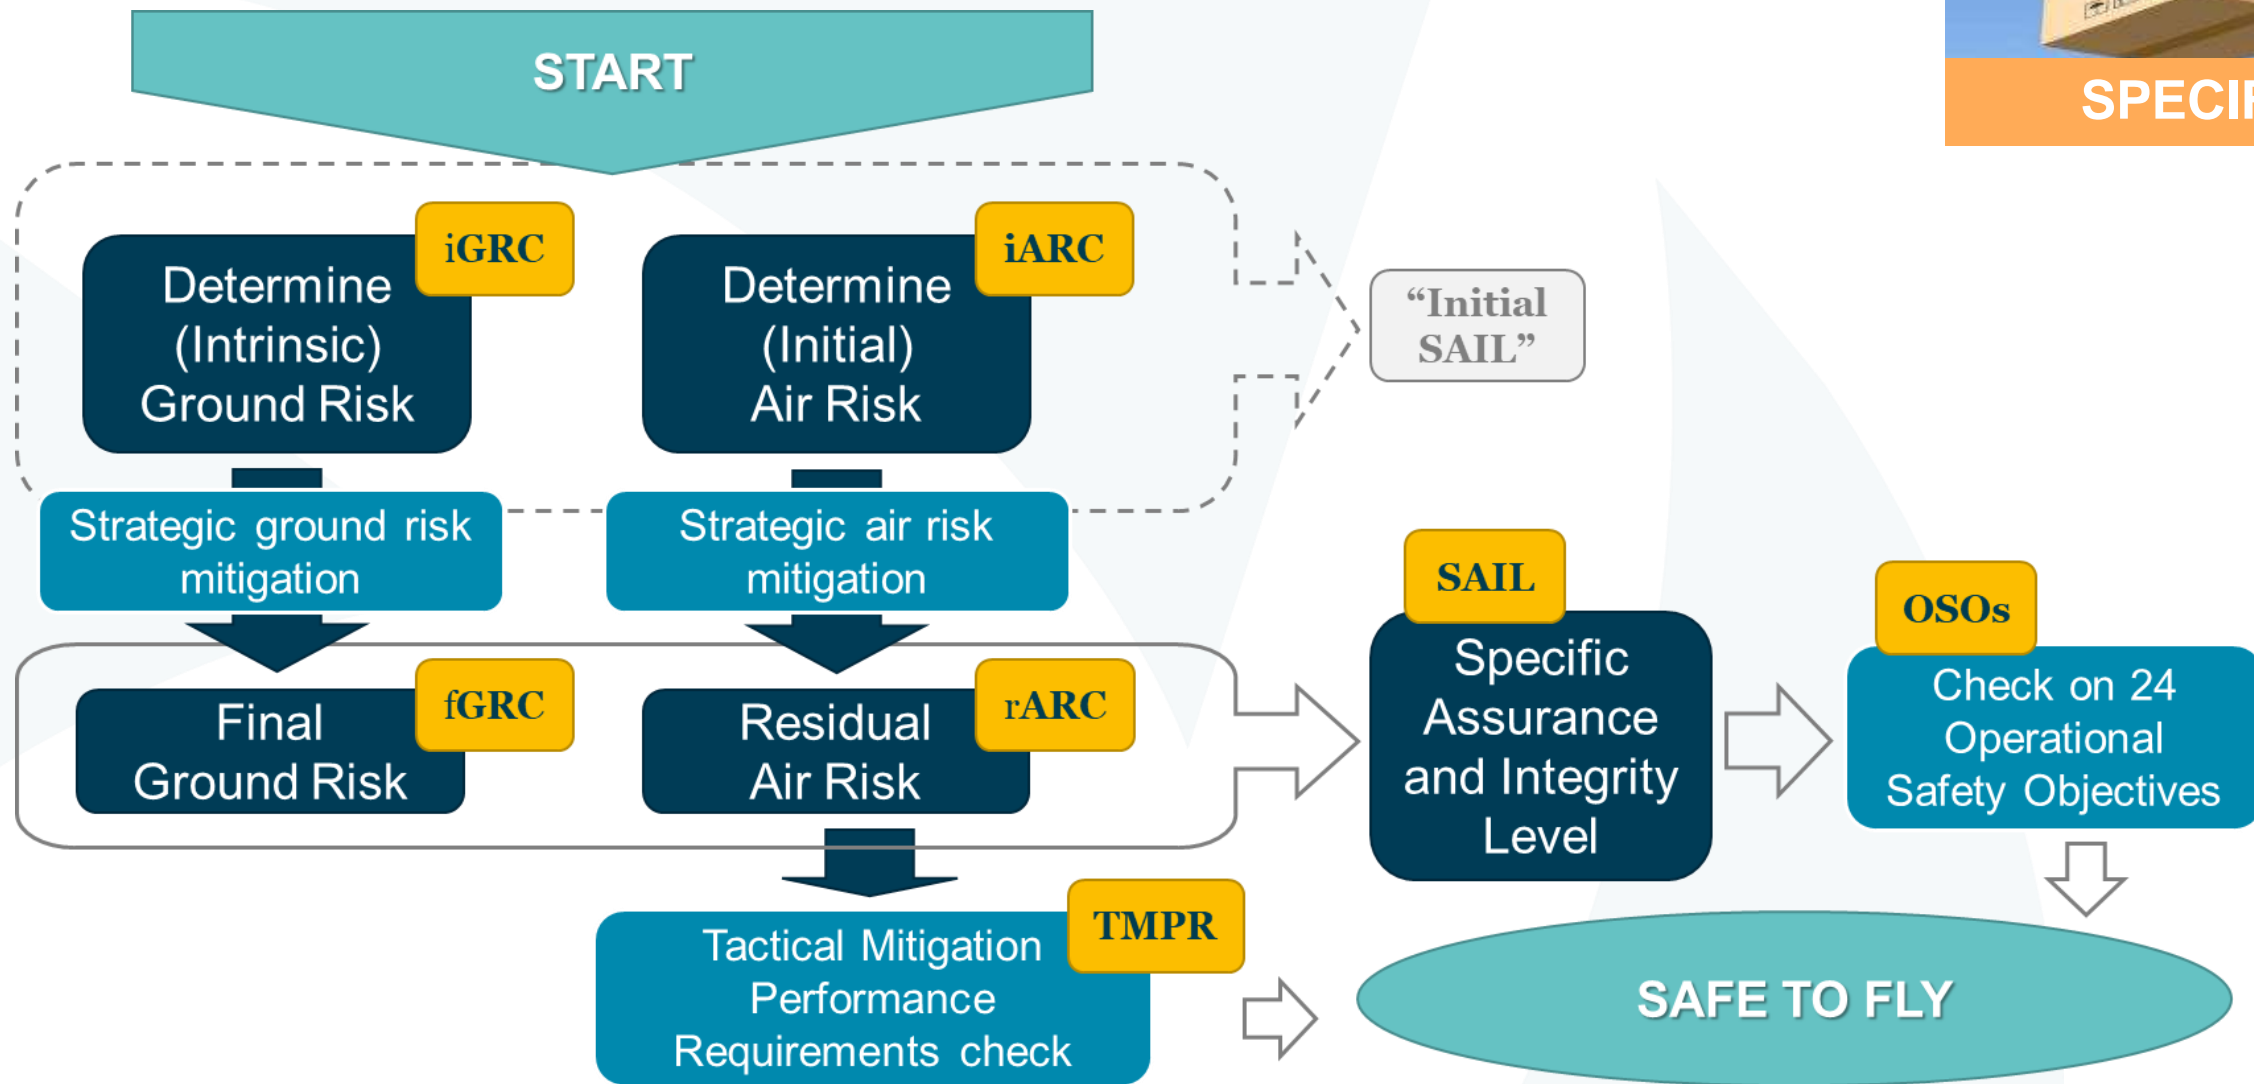 START
SPECIF
iGRC
Determine
(Intrinsic)
Ground Risk
iARC
Determine
(Initial)
Air Risk
“Initial
SAIL”
Strategic ground risk
mitigation
Strategic air risk
mitigation
fGRC
Final
Ground Risk
rARC
Residual
Air Risk
SAIL
Specific
Assurance
and Integrity
Level
OSOs
Check on 24
Operational
Safety Objectives
TMPR
Tactical Mitigation
Performance
Requirements check
SAFE TO FLY